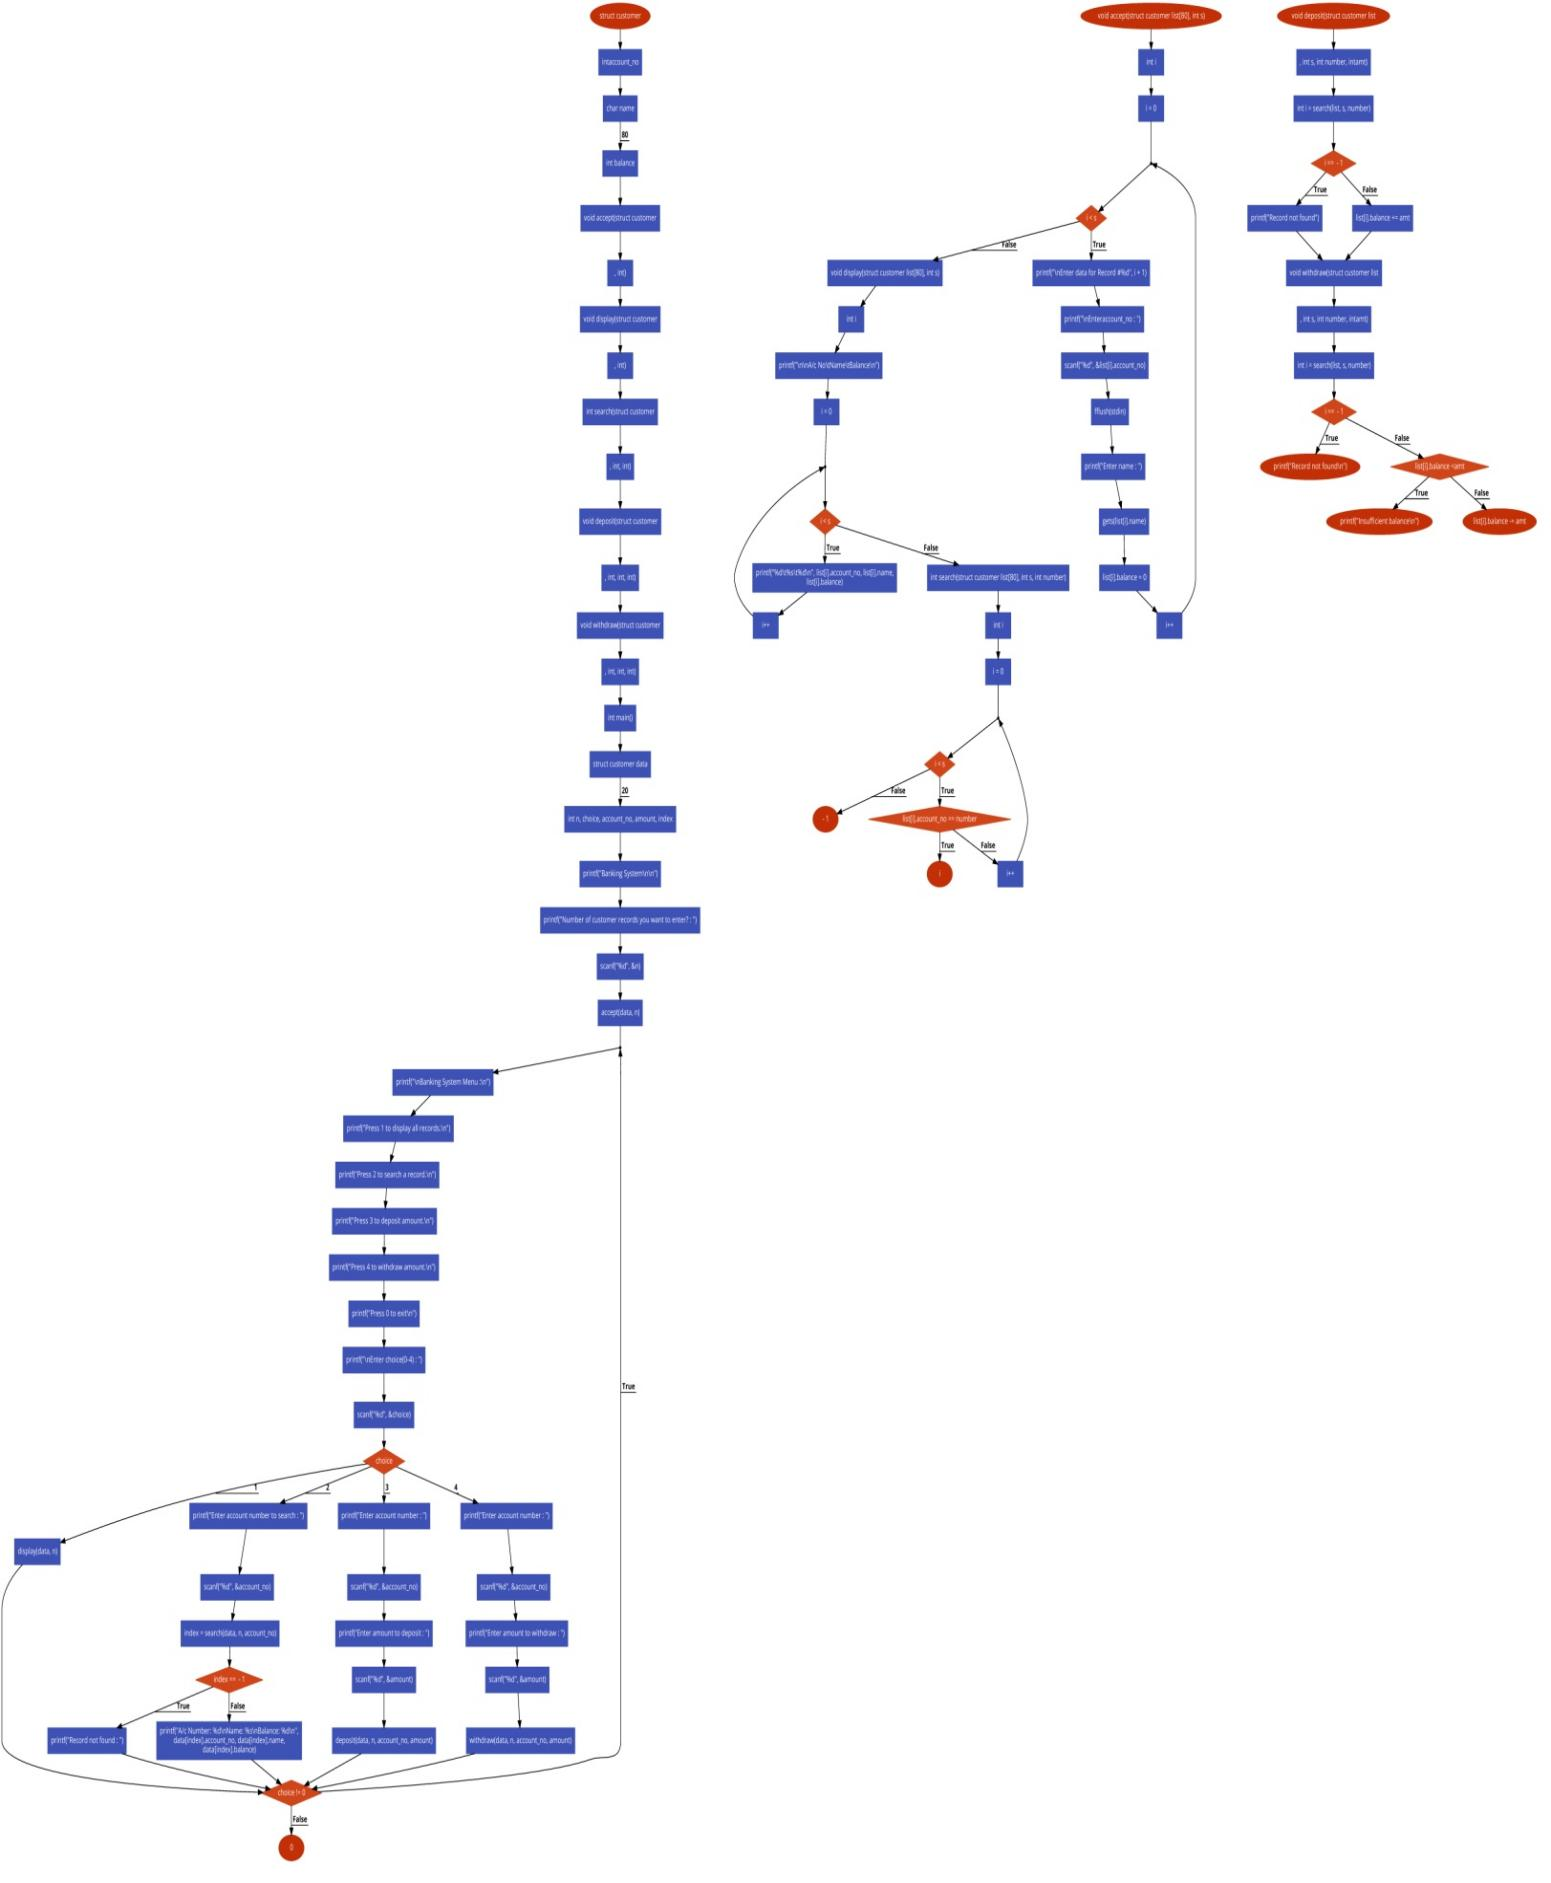 struct customer
intaccount_no
char name
80
int balance
void accept(struct customer
, int)
void display(struct customer
, int)
int search(struct customer
, int, int)
void deposit(struct customer
, int, int, int)
void withdraw(struct customer
, int, int, int)
int main()
struct customer data
20
int n, choice, account_no, amount, index
printf("Banking System\n\n")
printf("Number of customer records you want to enter? : ")
scanf("%d", &n)
accept(data, n)
printf("\nBanking System Menu :\n")
printf("Press 1 to display all records.\n")
printf("Press 2 to search a record.\n")
printf("Press 3 to deposit amount.\n")
printf("Press 4 to withdraw amount.\n")
printf("Press 0 to exit\n")
printf("\nEnter choice(0-4) : ")
True
scanf("%d", &choice)
choice
1
2
3
4
display(data, n)
printf("Enter account number to search : ")
scanf("%d", &account_no)
index = search(data, n, account_no)
index == - 1
True
False
printf("Record not found : ")
printf("A/c Number: %d\nName: %s\nBalance: %d\n",
data[index].account_no, data[index].name,
data[index].balance)
printf("Enter account number : ")
scanf("%d", &account_no)
printf("Enter amount to deposit : ")
scanf("%d", &amount)
deposit(data, n, account_no, amount)
printf("Enter account number : ")
scanf("%d", &account_no)
printf("Enter amount to withdraw : ")
scanf("%d", &amount)
withdraw(data, n, account_no, amount)
choice != 0
False
0
void accept(struct customer list[80], int s)
int i
i = 0
i < s
False
True
printf("\nEnter data for Record #%d", i + 1)
printf("\nEnteraccount_no : ")
scanf("%d", &list[i].account_no)
fflush(stdin)
printf("Enter name : ")
gets(list[i].name)
list[i].balance = 0
i++
void display(struct customer list[80], int s)
int i
printf("\n\nA/c No\tName\tBalance\n")
i = 0
i < s
True
False
printf("%d\t%s\t%d\n", list[i].account_no, list[i].name,
list[i].balance)
i++
int search(struct customer list[80], int s, int number)
int i
i = 0
i < s
False
True
- 1
list[i].account_no == number
True
False
i
i++
void deposit(struct customer list
, int s, int number, intamt)
int i = search(list, s, number)
i == - 1
True
False
printf("Record not found")
list[i].balance += amt
void withdraw(struct customer list
, int s, int number, intamt)
int i = search(list, s, number)
i == - 1
True
False
printf("Record not found\n")
list[i].balance <amt
True
False
printf("Insufficient balance\n")
list[i].balance -= amt